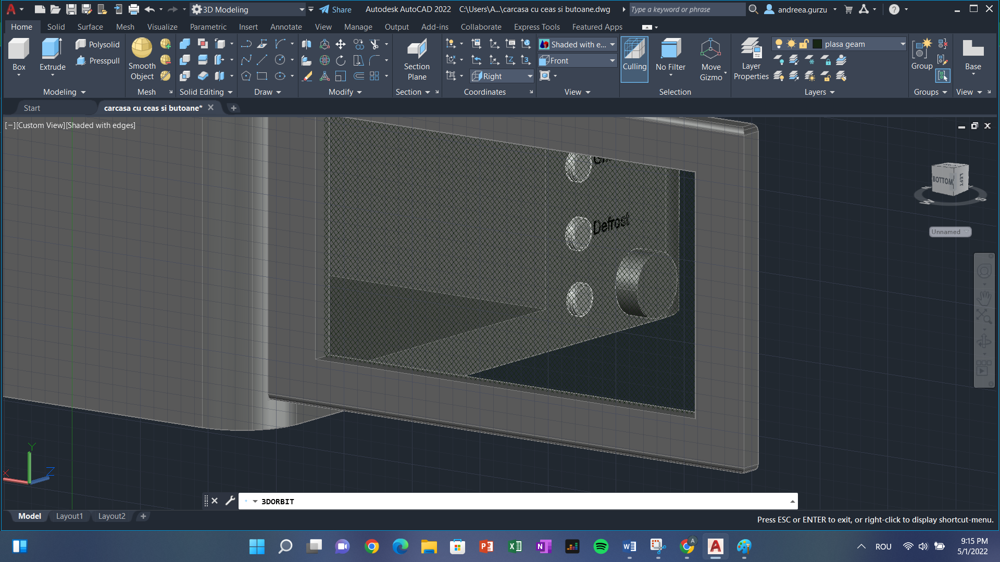 3D Modeling
Share
Autodesk AutoCAD 2022 C:\Users\A...\carcasa cu ceas si butoane.dwg
Type a keyword or phrase
andreea.gurzu
Home Solid Surface Mesh Visualize Parametric Insert Annotate View Manage Output Add-ins Collaborate Express Tools Featured Apps
Box
Extrude
Polysolid
Presspull
Smooth
Object
Section
Plane
Right
Shaded with e...
Front
Culling
No Filter
Move
Gizmo
Layer
Properties
plasa geam
Group
Base
Modeling Mesh Solid Editing Draw Modify Section Coordinates View Selection Layers Groups View
Start
carcasa cu ceas si butoane*
[−][Custom View][Shaded with edges]
Defrost
BOTTOM
LEFT
W
S
Unnamed
Y
X
Z
3DORBIT
Model Layout1 Layout2
Press ESC or ENTER to exit, or right-click to display shortcut-menu.
ROU
9:15 PM
5/1/2022